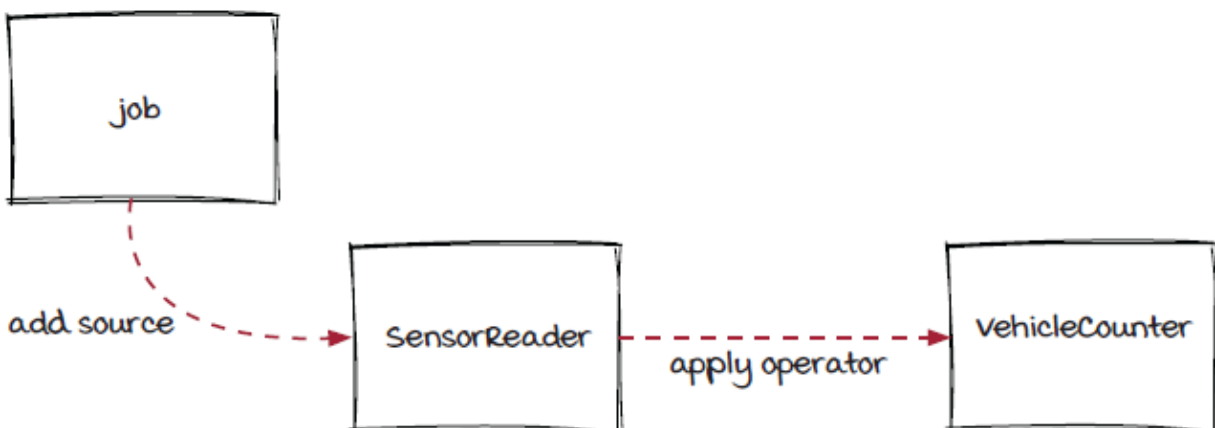 job
add source
SensorReader
apply operator
VehicleCounter